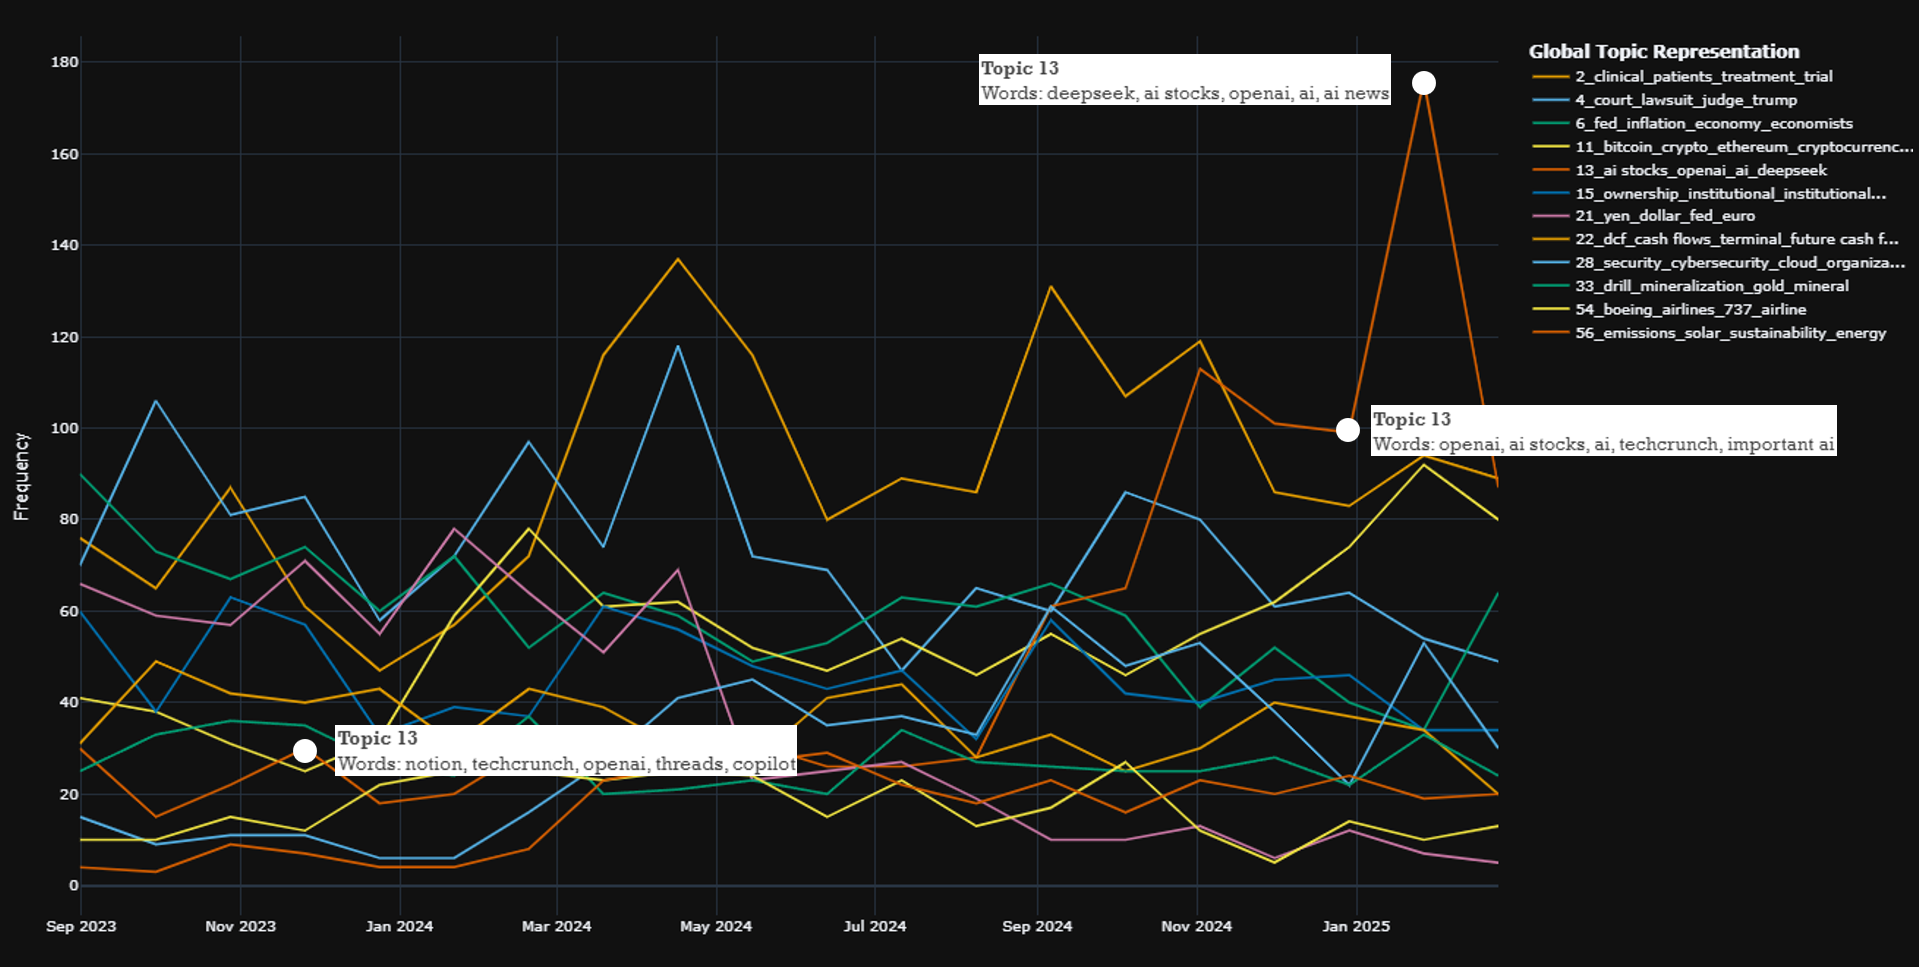 Global Topic Representation
2_clinical_patients_treatment_trial
4_court_lawsuit_judge_trump
6_fed_inflation_economy_economists
11_bitcoin_crypto_ethereum_cryptocurrenc...
13_ai stocks_openai_ai_deepseek
15_ownership_institutional_institutional...
21_yen_dollar_fed_euro
22_dcf_cash flows_terminal_future cash f...
28_security_cybersecurity_cloud_organiza...
33_drill_mineralization_gold_mineral
54_boeing_airlines_737_airline
56_emissions_solar_sustainability_energy
Topic 13
Words: deepseek, ai stocks, openai, ai, ai news
Topic 13
Words: openai, ai stocks, ai, techcrunch, important ai
Topic 13
Words: notion, techcrunch, openai, threads, copilot
Frequency
180
160
140
120
100
80
60
40
20
0
Sep 2023 Nov 2023 Jan 2024 Mar 2024 May 2024 Jul 2024 Sep 2024 Nov 2024 Jan 2025